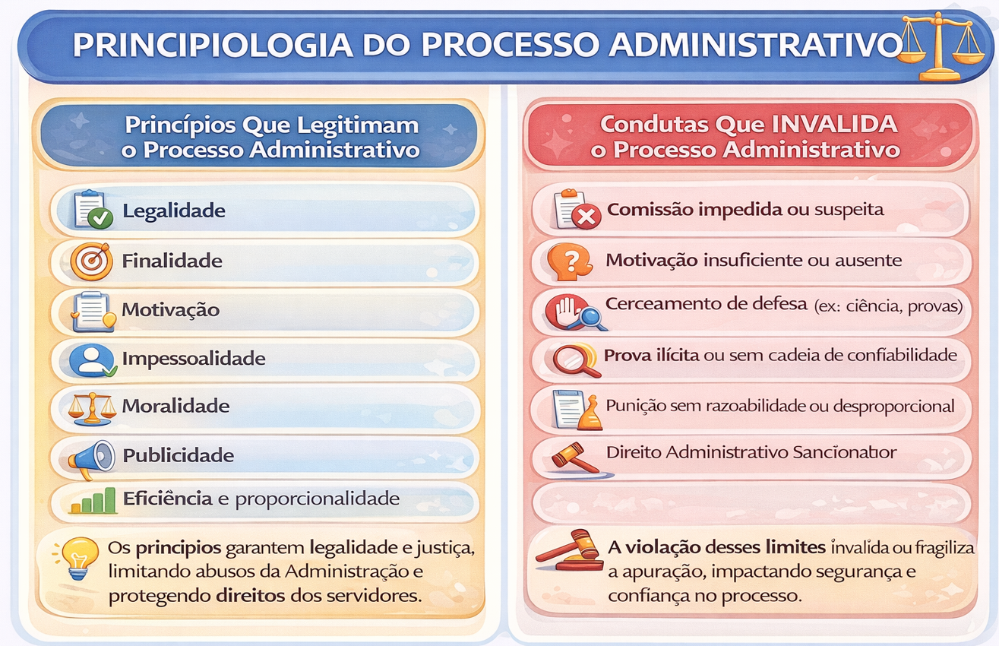 PRINCIPIOLOGIA DO PROCESSO ADMINISTRATIVO
Princípios Que Legitimam
o Processo Administrativo
Legalidade
Finalidade
Motivação
Impessoalidade
Moralidade
Publicidade
Eficiência e proporcionalidade
Os principios garantem legalidade e justiça,
limitando abusos da Administração e
protegendo direitos dos servidores.
Condutas Que INVALIDA
o Processo Administrativo
Comissão impedida ou suspeita
Motivação insuficiente ou ausente
Cerceamento de defesa (ex: ciência, provas)
Prova ilícita ou sem cadeia de confiabilidade
Punição sem razoabilidade ou desproporcional
Direito Administrativo Sancionator
A violação desses limites invalida ou fragiliza
a apuração, impactando segurança e
confiança no processo.